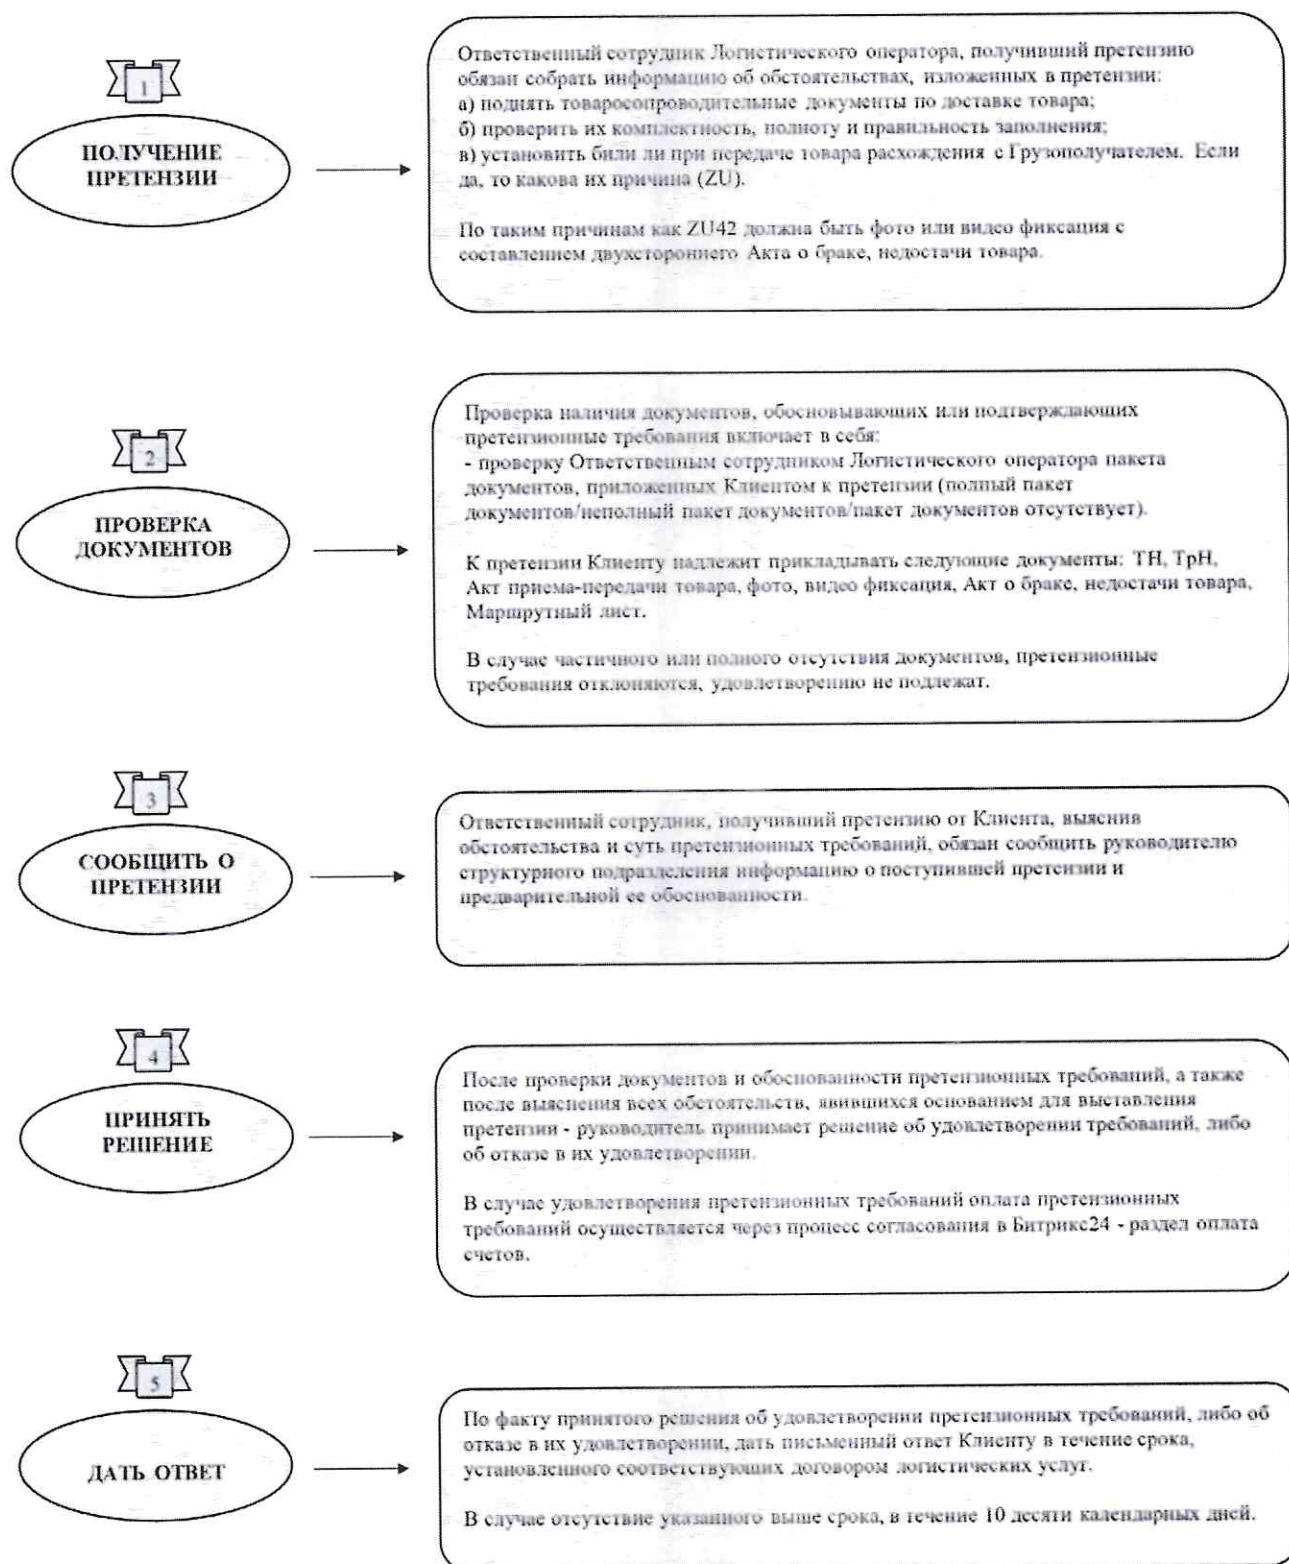 1
ПОЛУЧЕНИЕ
ПРЕТЕНЗИИ
Ответственный сотрудник Логистического оператора, получивший претензию
обязан собрать информацию об обстоятельствах, изложенных в претензии:
а) поднять товаросопроводительные документы по доставке товара;
б) проверить их комплектность, полноту и правильность заполнения;
в) установить били ли при передаче товара расхождения с Грузополучателем. Если
да, то какова их причина (ZU).
По таким причинам как ZU42 должна быть фото или видео фиксация с
составлением двухстороннего Акта о браке, недостачи товара.
2
ПРОВЕРКА
ДОКУМЕНТОВ
Проверка наличия документов, обосновывающих или подтверждающих
претензионные требования включает в себя:
- проверку Ответственным сотрудником Логистического оператора пакета
документов, приложенных Клиентом к претензии (полный пакет
документов/неполный пакет документов/пакет документов отсутствует).
К претензии Клиенту надлежит прикладывать следующие документы: ТН, ТрН,
Акт приема-передачи товара, фото, видео фиксация, Акт о браке, недостачи товара,
Маршрутный лист.
В случае частичного или полного отсутствия документов, претензионные
требования отклоняются, удовлетворению не подлежат.
3
СООБЩИТЬ О
ПРЕТЕНЗИИ
Ответственный сотрудник, получивший претензию от Клиента, выяснив
обстоятельства и суть претензионных требований, обязан сообщить руководителю
структурного подразделения информацию о поступившей претензии и
предварительной ее обоснованности.
4
ПРИНЯТЬ
РЕШЕНИЕ
После проверки документов и обоснованности претензионных требований, а также
после выяснения всех обстоятельств, явившихся основанием для выставления
претензии - руководитель принимает решение об удовлетворении требований, либо
об отказе в их удовлетворении.
В случае удовлетворения претензионных требований оплата претензионных
требований осуществляется через процесс согласования в Битрикс24 - раздел оплата
счетов.
5
ДАТЬ ОТВЕТ
По факту принятого решения об удовлетворении претензионных требований, либо об
отказе в их удовлетворении, дать письменный ответ Клиенту в течение срока,
установленного соответствующих договором логистических услуг.
В случае отсутствие указанного выше срока, в течение 10 десяти календарных дней.